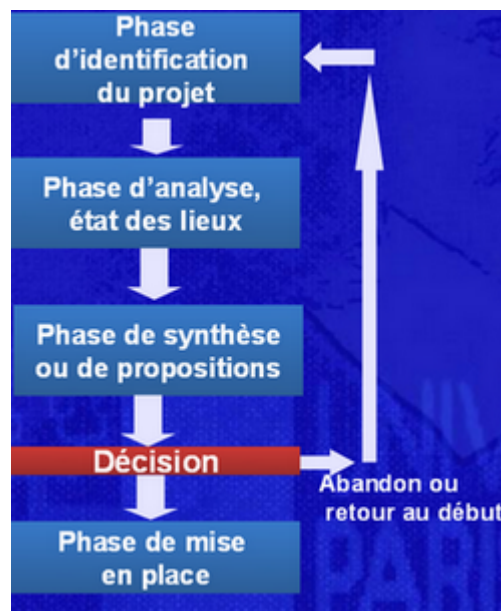 Phase
d’identification
du projet
Phase d’analyse,
état des lieux
Phase de synthèse
ou de propositions
Décision
Abandon ou
retour au début
Phase de mise
en place